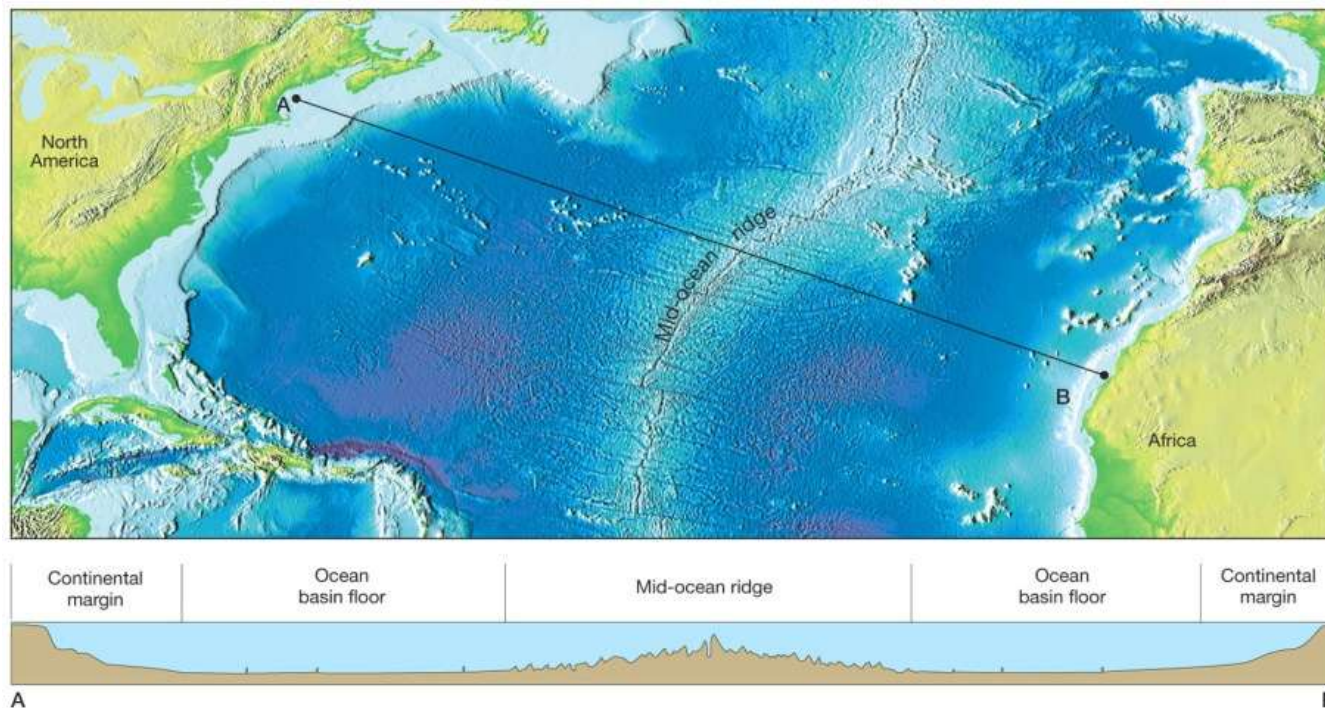 A
North
America
Mid-ocean ridge
B
Africa
Continental
margin
Ocean
basin floor
Mid-ocean ridge
Ocean
basin floor
Continental
margin
A